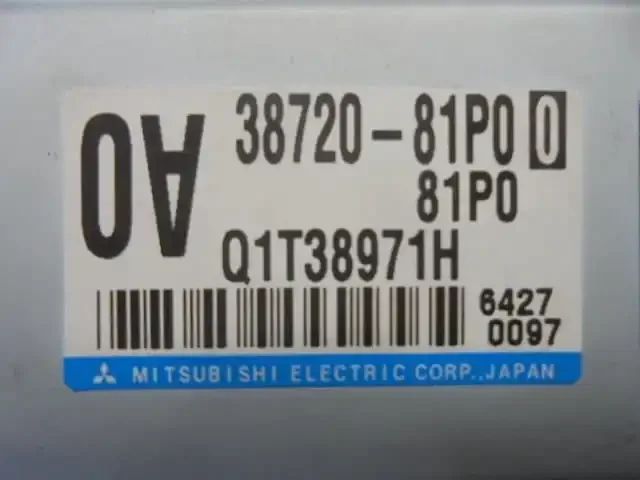 0A
38720-81P0 0
81P0
Q1T38971H
6427
0097
MITSUBISHI ELECTRIC CORP.,JAPAN